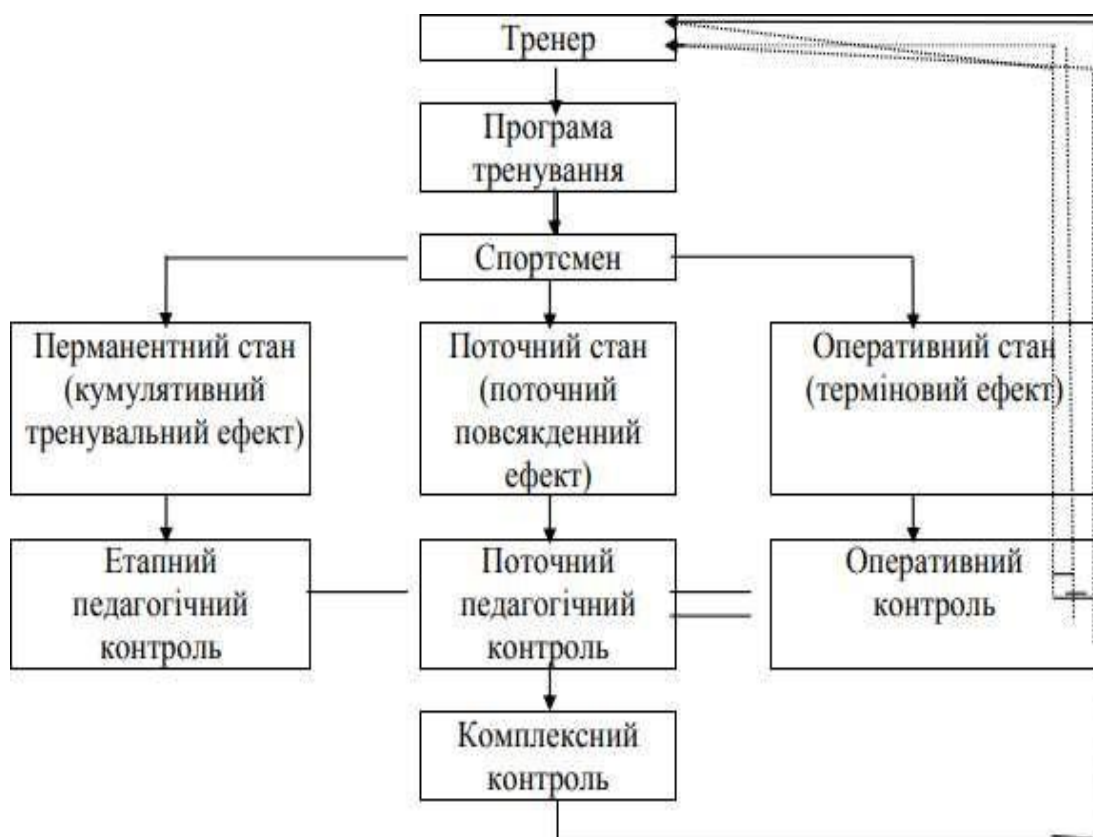 Тренер
Програма
тренування
Спортсмен
Перманентний стан
(кумулятивний
тренувальний ефект)
Поточний стан
(поточний
повсякденний
ефект)
Оперативний стан
(терміновий ефект)
Етапний
педагогічний
контроль
Поточний
педагогічний
контроль
Оперативний
контроль
Комплексний
контроль